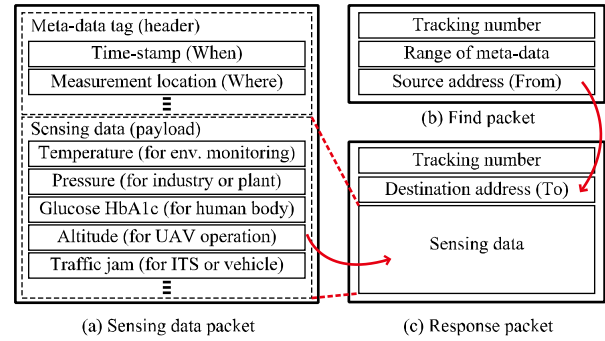 Meta-data tag (header)
Time-stamp (When)
Measurement location (Where)
Sensing data (payload)
Temperature (for env. monitoring)
Pressure (for industry or plant)
Glucose HbA1c (for human body)
Altitude (for UAV operation)
Traffic jam (for ITS or vehicle)
(a) Sensing data packet
Tracking number
Range of meta-data
Source address (From)
(b) Find packet
Tracking number
Destination address (To)
Sensing data
(c) Response packet